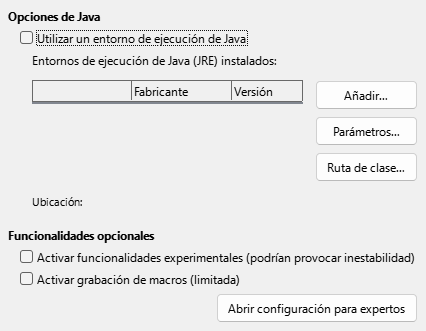 Opciones de Java
Utilizar un entorno de ejecución de Java
Entornos de ejecución de Java (JRE) instalados:
Fabricante Versión
Añadir...
Parámetros...
Ruta de clase...
Ubicación:
Funcionalidades opcionales
Activar funcionalidades experimentales (podrían provocar inestabilidad)
Activar grabación de macros (limitada)
Abrir configuración para expertos